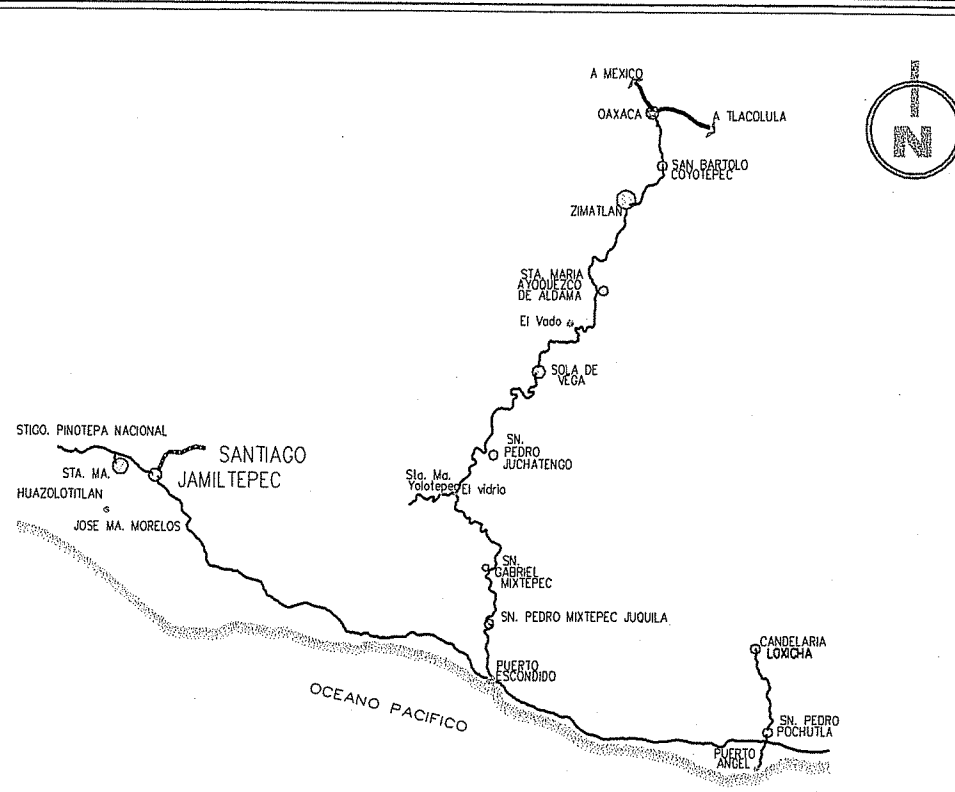 A MEXICO
OAXACA
A TLACOLULA
N
SAN BARTOLO
COYOTEPEC
ZIMATLAN
STA. MARIA
AYOQUEZCO
DE ALDAMA
El Vado
SOLA DE
VEGA
STIGO. PINOTEPA NACIONAL
SANTIAGO
JAMILTEPEC
STA. MA.
HUAZOLOTITLAN
JOSE MA. MORELOS
SN.
PEDRO
JUCHATENGO
Sta. Ma.
Yolotepec
El vidrio
SN.
GABRIEL
MIXTEPEC
SN. PEDRO MIXTEPEC JUQUILA
CANDELARIA
LOXICHA
PUERTO
ESCONDIDO
OCEANO PACIFICO
SN. PEDRO
POCHUTLA
PUERTO
ANGEL